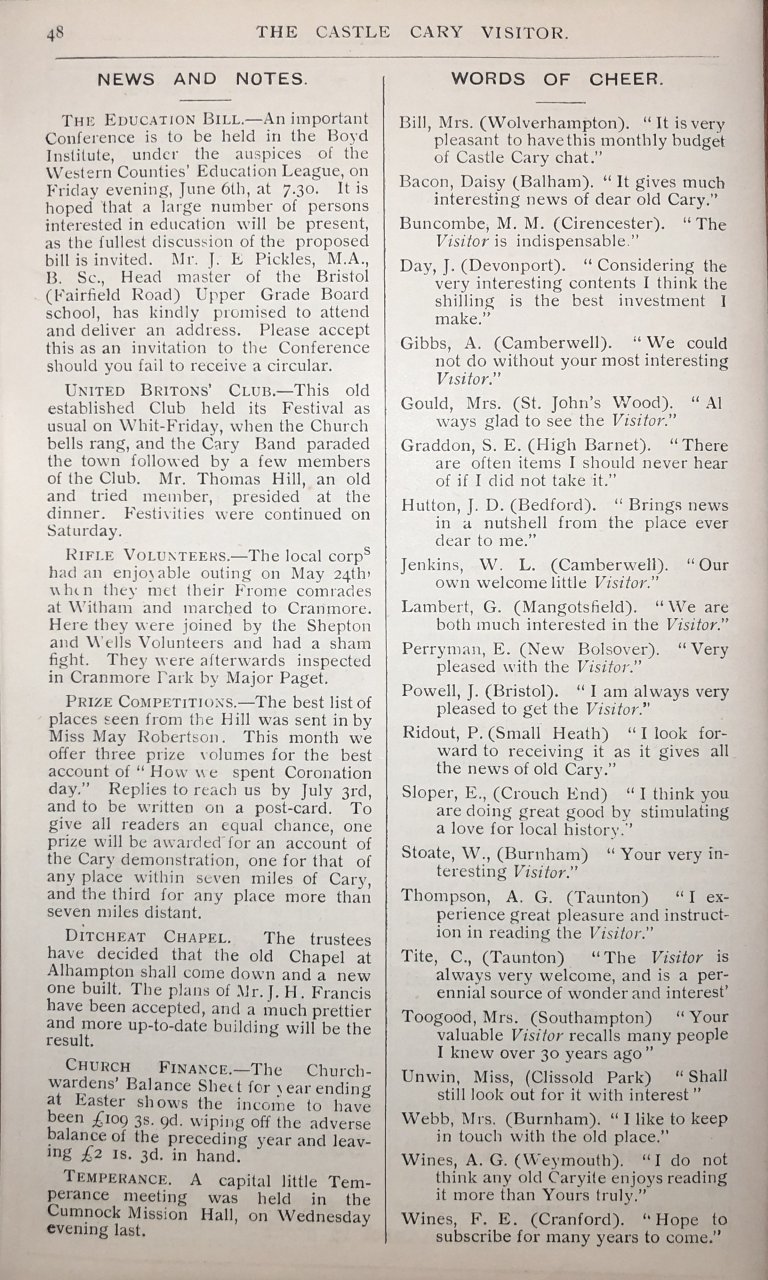 48
THE CASTLE CARY VISITOR.
NEWS AND NOTES.
THE EDUCATION BILL.—An important
Conference is to be held in the Boyd
Institute, under the auspices of the
Western Counties' Education League, on
Friday evening, June 6th, at 7.30. It is
hoped that a large number of persons
interested in education will be present,
as the fullest discussion of the proposed
bill is invited. Mr. J. E Pickles, M.A.,
B. Sc., Head master of the Bristol
(Fairfield Road) Upper Grade Board
school, has kindly promised to attend
and deliver an address. Please accept
this as an invitation to the Conference
should you fail to receive a circular.
UNITED BRITONS' CLUB.—This old
established Club held its Festival as
usual on Whit-Friday, when the Church
bells rang, and the Cary Band paraded
the town followed by a few members
of the Club. Mr. Thomas Hill, an old
and tried member, presided at the
dinner. Festivities were continued on
Saturday.
RIFLE VOLUNTEERS.—The local corps
had an enjoyable outing on May 24th,
when they met their Frome comrades
at Witham and marched to Cranmore.
Here they were joined by the Shepton
and Wells Volunteers and had a sham
fight. They were afterwards inspected
in Cranmore Park by Major Paget.
PRIZE COMPETITIONS.—The best list of
places seen from the Hill was sent in by
Miss May Robertson. This month we
offer three prize volumes for the best
account of "How we spent Coronation
day." Replies to reach us by July 3rd,
and to be written on a post-card. To
give all readers an equal chance, one
prize will be awarded for an account of
the Cary demonstration, one for that of
any place within seven miles of Cary,
and the third for any place more than
seven miles distant.
DITCHEAT CHAPEL. The trustees
have decided that the old Chapel at
Alhampton shall come down and a new
one built. The plans of Mr. J. H. Francis
have been accepted, and a much prettier
and more up-to-date building will be the
result.
CHURCH FINANCE.—The Church-
wardens' Balance Sheet for year ending
at Easter shows the income to have
been £109 3s. 9d. wiping off the adverse
balance of the preceding year and leav-
ing £2 1s. 3d. in hand.
TEMPERANCE. A capital little Tem-
perance meeting was held in the
Cumnock Mission Hall, on Wednesday
evening last.
WORDS OF CHEER.
Bill, Mrs. (Wolverhampton). "It is very
pleasant to have this monthly budget
of Castle Cary chat."
Bacon, Daisy (Balham). "It gives much
interesting news of dear old Cary."
Buncombe, M. M. (Cirencester). "The
Visitor is indispensable."
Day, J. (Devonport). "Considering the
very interesting contents I think the
shilling is the best investment I
make."
Gibbs, A. (Camberwell). "We could
not do without your most interesting
Visitor."
Gould, Mrs. (St. John's Wood). "Al
ways glad to see the Visitor."
Graddon, S. E. (High Barnet). "There
are often items I should never hear
of if I did not take it."
Hutton, J. D. (Bedford). "Brings news
in a nutshell from the place ever
dear to me."
Jenkins, W. L. (Camberwell). "Our
own welcome little Visitor."
Lambert, G. (Mangotsfield). "We are
both much interested in the Visitor."
Perryman, E. (New Bolsover). "Very
pleased with the Visitor."
Powell, J. (Bristol). "I am always very
pleased to get the Visitor."
Ridout, P. (Small Heath) "I look for-
ward to receiving it as it gives all
the news of old Cary."
Sloper, E., (Crouch End) "I think you
are doing great good by stimulating
a love for local history."
Stoate, W., (Burnham) "Your very in-
teresting Visitor."
Thompson, A. G. (Taunton) "I ex-
perience great pleasure and instruct-
ion in reading the Visitor."
Tite, C., (Taunton) "The Visitor is
always very welcome, and is a per-
ennial source of wonder and interest'
Toogood, Mrs. (Southampton) "Your
valuable Visitor recalls many people
I knew over 30 years ago"
Unwin, Miss, (Clissold Park) "Shall
still look out for it with interest"
Webb, Mrs. (Burnham). "I like to keep
in touch with the old place."
Wines, A. G. (Weymouth). "I do not
think any old Caryite enjoys reading
it more than Yours truly."
Wines, F. E. (Cranford). "Hope to
subscribe for many years to come."